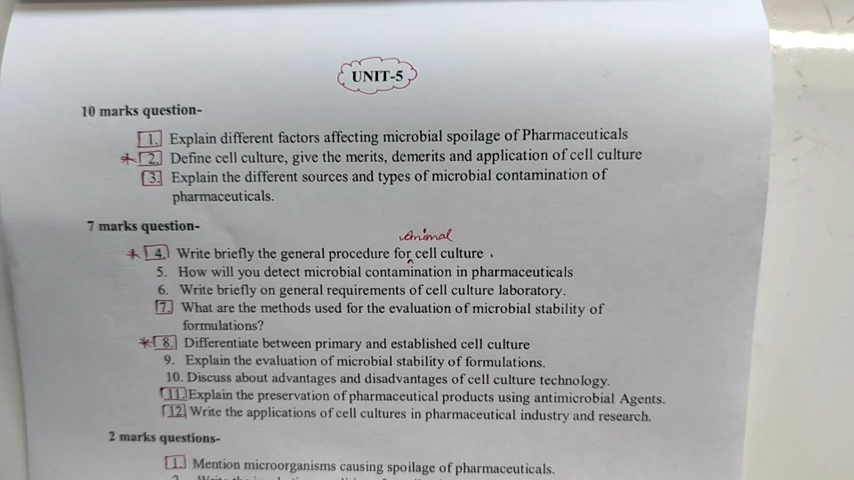 UNIT-5
10 marks question-
1. Explain different factors affecting microbial spoilage of Pharmaceuticals
* 2. Define cell culture, give the merits, demerits and application of cell culture
3. Explain the different sources and types of microbial contamination of
pharmaceuticals.
7 marks question-
Animal
* 4. Write briefly the general procedure for cell culture .
5. How will you detect microbial contamination in pharmaceuticals
6. Write briefly on general requirements of cell culture laboratory.
7. What are the methods used for the evaluation of microbial stability of
formulations?
* 8. Differentiate between primary and established cell culture
9. Explain the evaluation of microbial stability of formulations.
10. Discuss about advantages and disadvantages of cell culture technology.
11. Explain the preservation of pharmaceutical products using antimicrobial Agents.
12. Write the applications of cell cultures in pharmaceutical industry and research.
2 marks questions-
1. Mention microorganisms causing spoilage of pharmaceuticals.